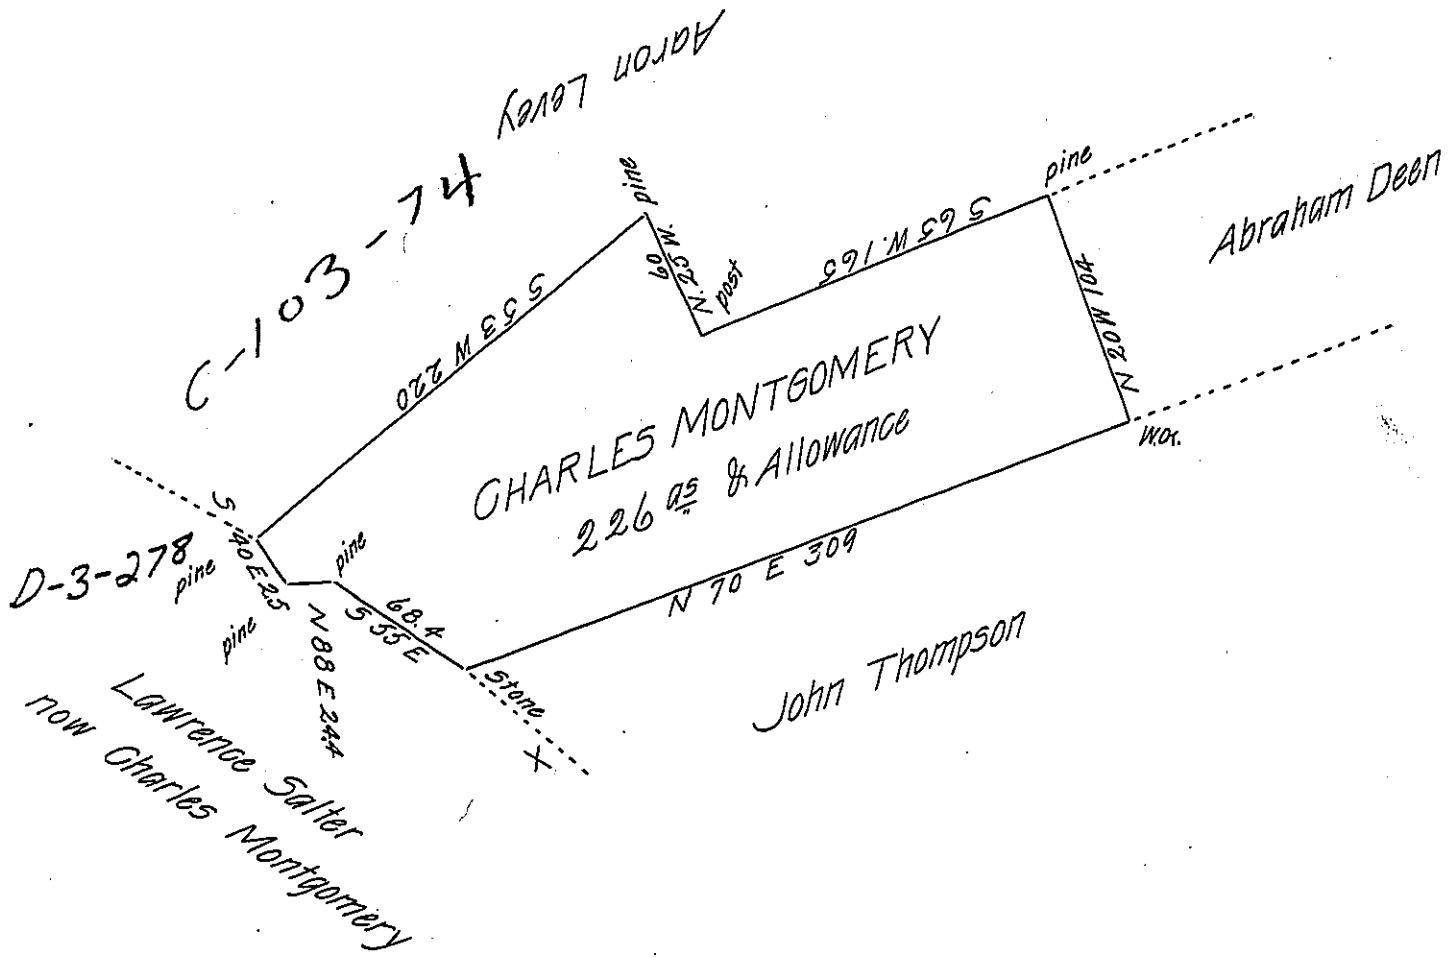 Aaron Levey
C-103-74
pine
N. 25 W.
60
post
S 65 W. 165
pine
Abraham Deen
S 53 W 220
N 20 W 104
CHARLES MONTGOMERY
226 as & Allowance
w.o.
D-3-278
pine
S 40 E 25
pine
pine
N 88 E 24.4
68.4
S 55 E
stone
X
N 70 E 309
John Thompson
Lawrence Salter
now Charles Montgomery